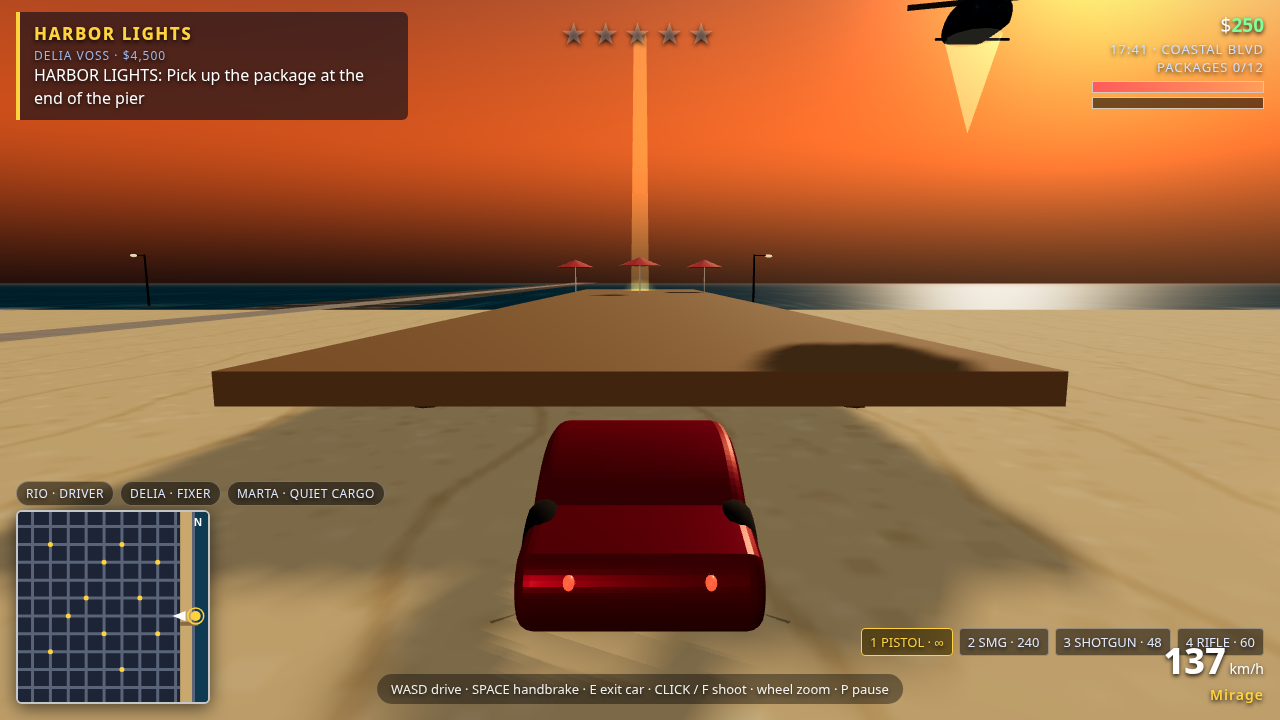 HARBOR LIGHTS
DELIA VOSS · $4,500
HARBOR LIGHTS: Pick up the package at the
end of the pier
$250
17:41 · COASTAL BLVD
PACKAGES 0/12
RIO · DRIVER
DELIA · FIXER
MARTA · QUIET CARGO
N
1 PISTOL · ∞
2 SMG · 240
3 SHOTGUN · 48
4 RIFLE · 60
137 km/h
Mirage
WASD drive · SPACE handbrake · E exit car · CLICK / F shoot · wheel zoom · P pause